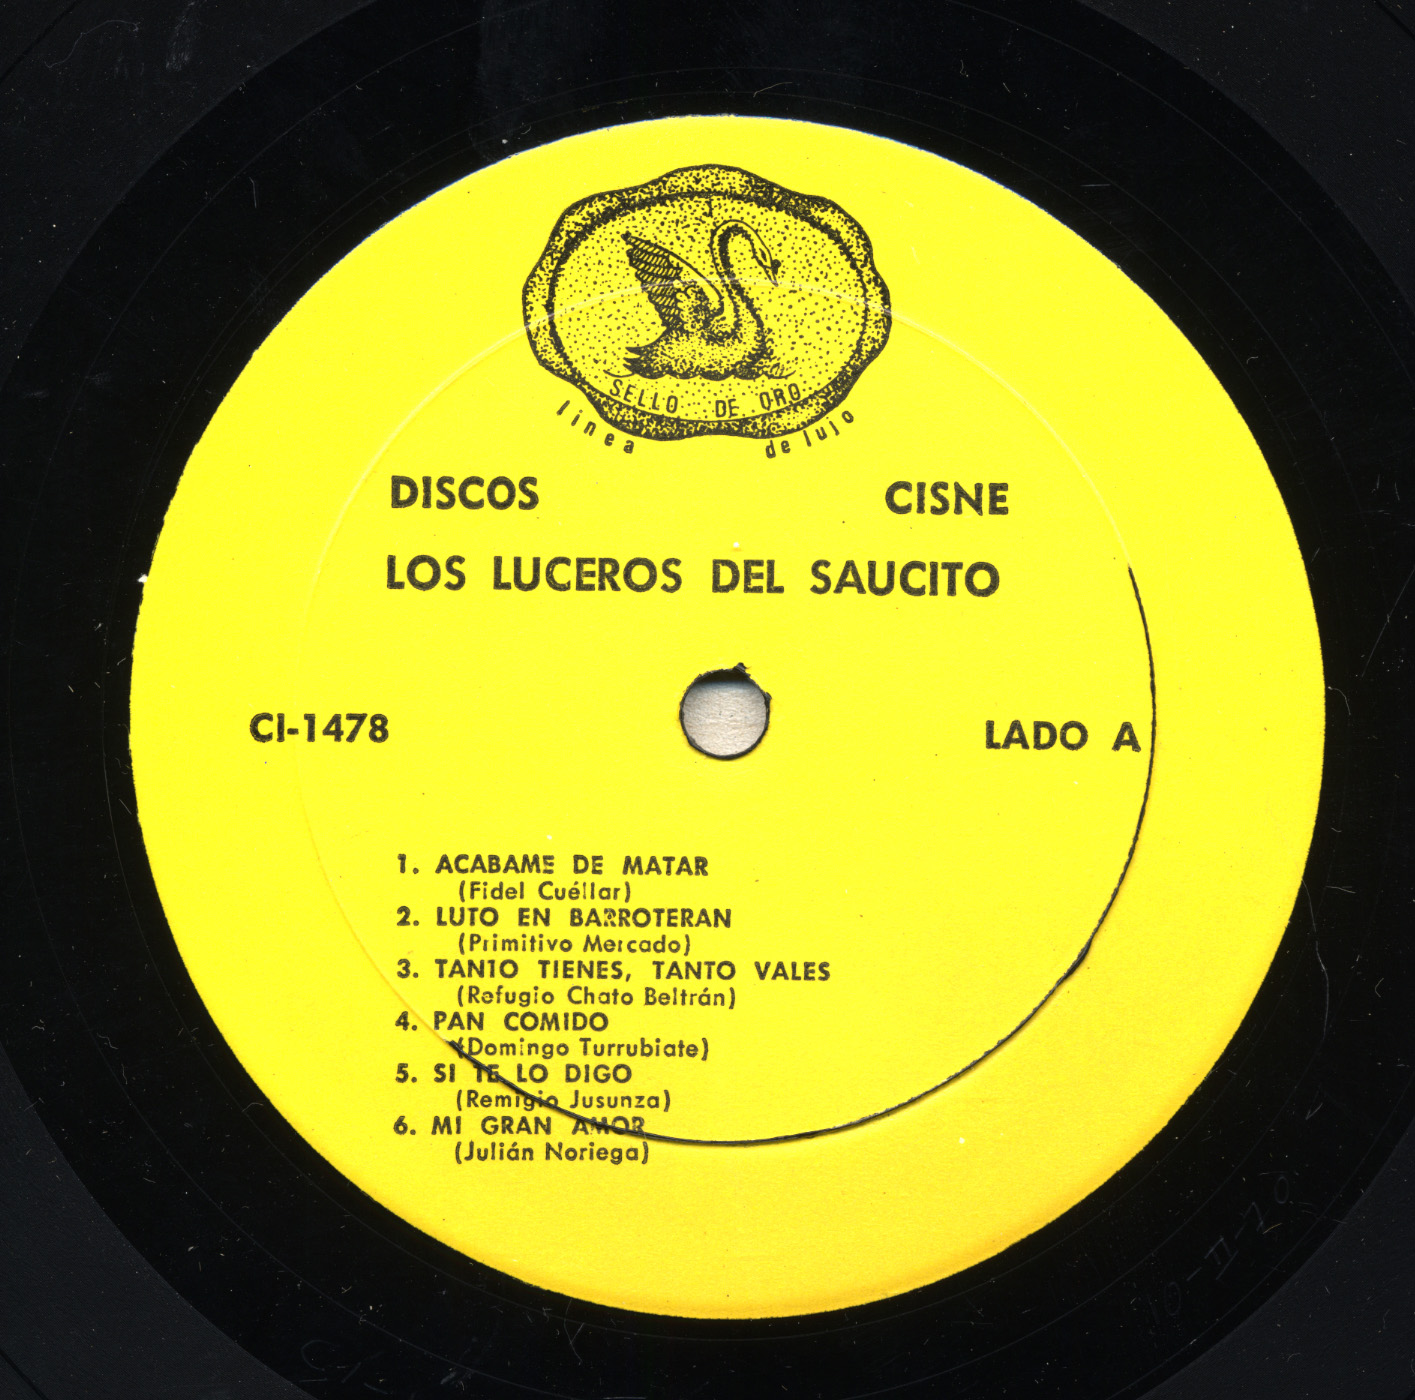 SELLO DE ORO
linea de lujo
DISCOS CISNE
LOS LUCEROS DEL SAUCITO
CI-1478 LADO A
1. ACABAME DE MATAR
(Fidel Cuéllar)
2. LUTO EN BARROTERAN
(Primitivo Mercado)
3. TANTO TIENES, TANTO VALES
(Refugio Chato Beltrán)
4. PAN COMIDO
(Domingo Turrubiate)
5. SI TE LO DIGO
(Remigio Jusunza)
6. MI GRAN AMOR
(Julián Noriega)